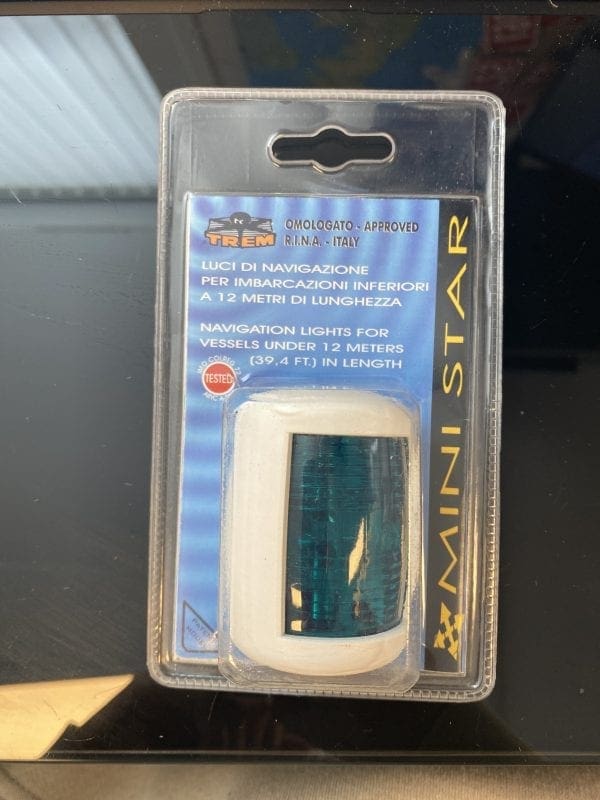 TREM
OMOLOGATO - APPROVED
R.I.N.A. - ITALY
LUCI DI NAVIGAZIONE
PER IMBARCAZIONI INFERIORI
A 12 METRI DI LUNGHEZZA
NAVIGATION LIGHTS FOR
VESSELS UNDER 12 METERS
(39,4 FT.) IN LENGTH
TESTED
MINI STAR